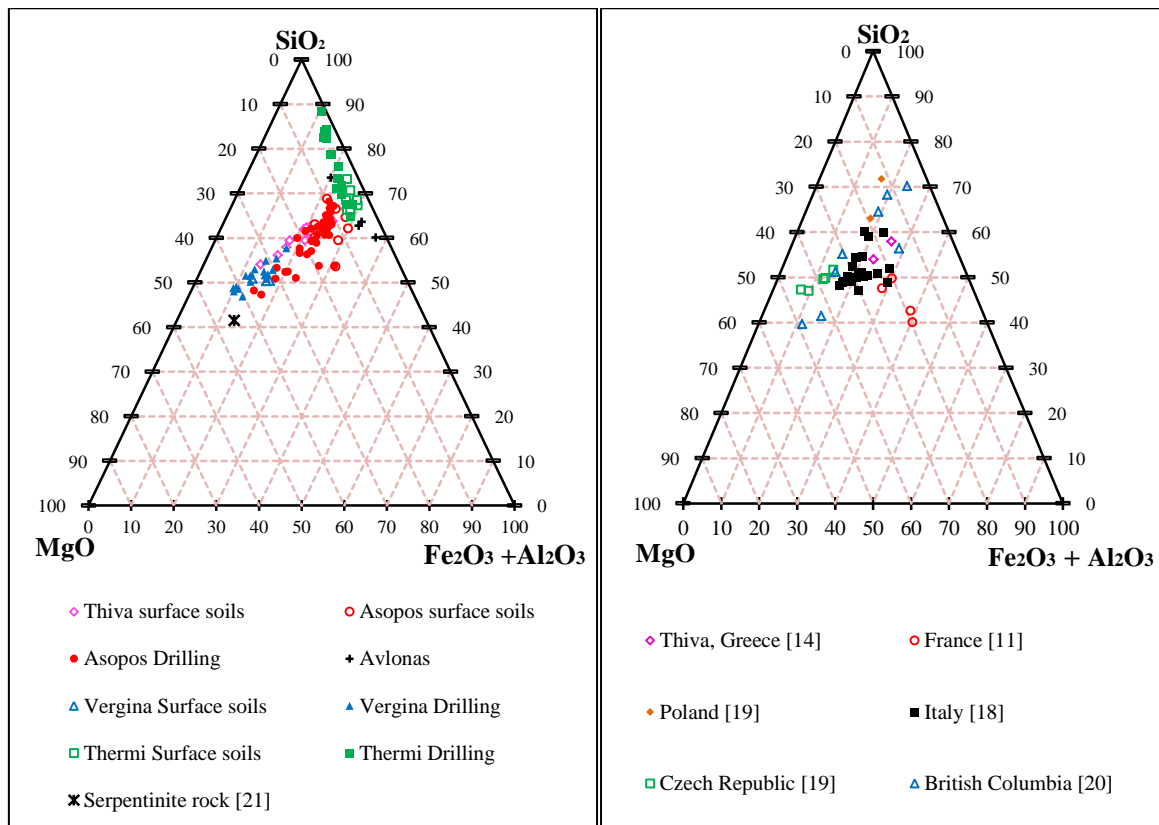 SiO₂
0 100
10 90
20 80
30 70
40 60
50 50
60 40
70 30
80 20
90 10
100 0
0 10 20 30 40 50 60 70 80 90 100
MgO Fe₂O₃ +Al₂O₃
Thiva surface soils Asopos surface soils
Asopos Drilling Avlonas
Vergina Surface soils Vergina Drilling
Thermi Surface soils Thermi Drilling
Serpentinite rock [21]
SiO₂
0 100
10 90
20 80
30 70
40 60
50 50
60 40
70 30
80 20
90 10
100 0
0 10 20 30 40 50 60 70 80 90 100
MgO Fe₂O₃ + Al₂O₃
Thiva, Greece [14] France [11]
Poland [19] Italy [18]
Czech Republic [19] British Columbia [20]